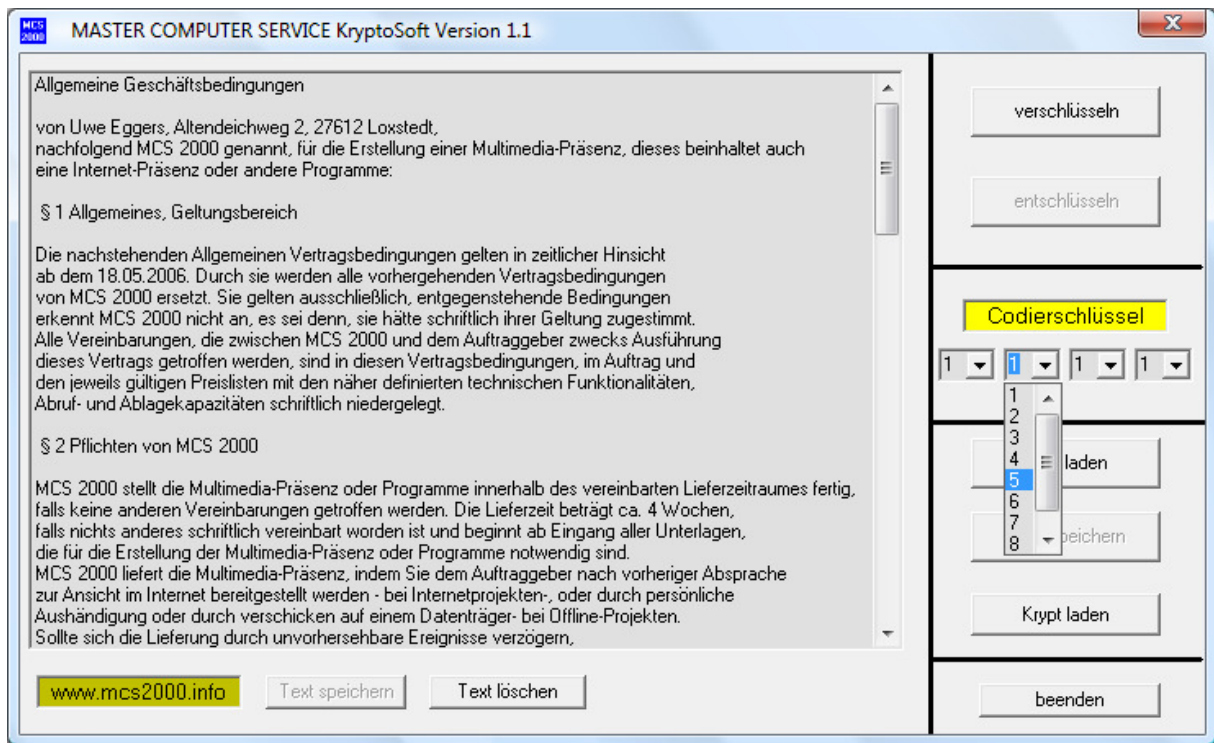 MCS
2000
MASTER COMPUTER SERVICE KryptoSoft Version 1.1
Allgemeine Geschäftsbedingungen
von Uwe Eggers, Altendeichweg 2, 27612 Loxstedt,
nachfolgend MCS 2000 genannt, für die Erstellung einer Multimedia-Präsenz, dieses beinhaltet auch
eine Internet-Präsenz oder andere Programme:
§ 1 Allgemeines, Geltungsbereich
Die nachstehenden Allgemeinen Vertragsbedingungen gelten in zeitlicher Hinsicht
ab dem 18.05.2006. Durch sie werden alle vorhergehenden Vertragsbedingungen
von MCS 2000 ersetzt. Sie gelten ausschließlich, entgegenstehende Bedingungen
erkennt MCS 2000 nicht an, es sei denn, sie hätte schriftlich ihrer Geltung zugestimmt.
Alle Vereinbarungen, die zwischen MCS 2000 und dem Auftraggeber zwecks Ausführung
dieses Vertrags getroffen werden, sind in diesen Vertragsbedingungen, im Auftrag und
den jeweils gültigen Preislisten mit den näher definierten technischen Funktionalitäten,
Abruf- und Ablagekapazitäten schriftlich niedergelegt.
§ 2 Pflichten von MCS 2000
MCS 2000 stellt die Multimedia-Präsenz oder Programme innerhalb des vereinbarten Lieferzeitraumes fertig,
falls keine anderen Vereinbarungen getroffen werden. Die Lieferzeit beträgt ca. 4 Wochen,
falls nichts anderes schriftlich vereinbart worden ist und beginnt ab Eingang aller Unterlagen,
die für die Erstellung der Multimedia-Präsenz oder Programme notwendig sind.
MCS 2000 liefert die Multimedia-Präsenz, indem Sie dem Auftraggeber nach vorheriger Absprache
zur Ansicht im Internet bereitgestellt werden - bei Internetprojekten-, oder durch persönliche
Aushändigung oder durch verschicken auf einem Datenträger- bei Offline-Projekten.
Sollte sich die Lieferung durch unvorhersehbare Ereignisse verzögern,
www.mcs2000.info
Text speichern
Text löschen
verschlüsseln
entschlüsseln
Codierschlüssel
1 1 1 1
1
2
3
4
5
6
7
8
laden
peichern
Krypt laden
beenden